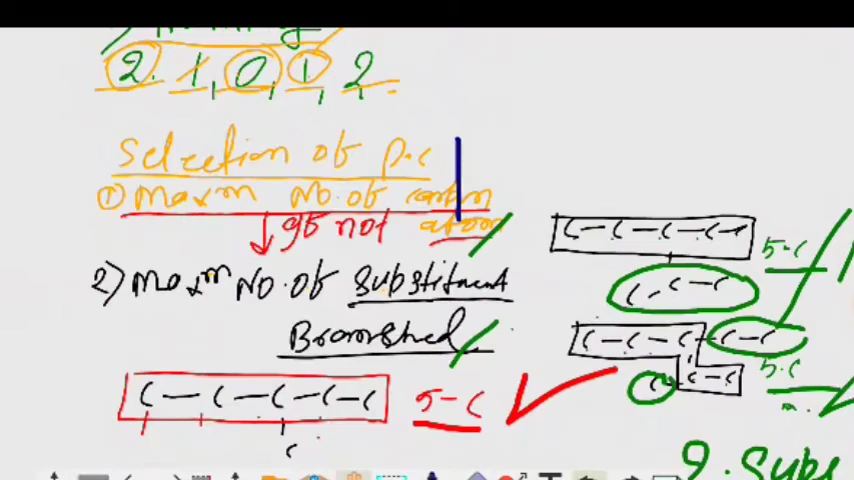 2. 1, 0, 1, 2
Selection of p.c
① Maxm No. of carbon
atom
If not
2) Maxm No. of Substituent
Branched
C - C - C - C - C 5-C
C
C - C - C - C - C
5-C
C - C - C
C - C - C - C - C
C - C - C
5-C
2. Subs